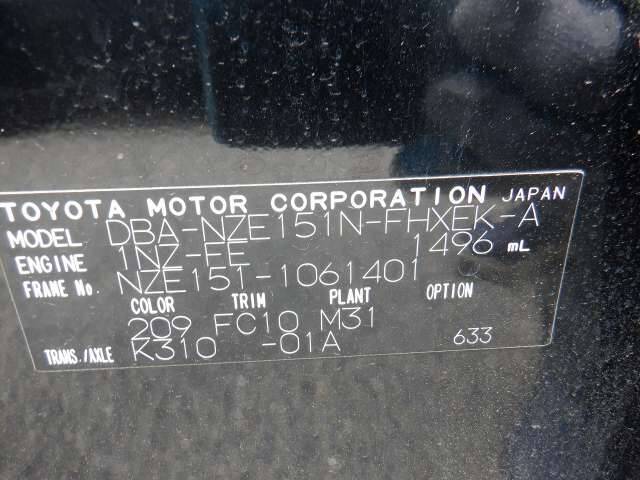 TOYOTA MOTOR CORPORATION JAPAN
MODEL DBA-NZE151N-FHXEK-A
ENGINE 1NZ-FE 1496 mL
FRAME No. NZE151-1061401
COLOR TRIM PLANT OPTION
209 FC10 M31
TRANS./AXLE K310 -01A 633